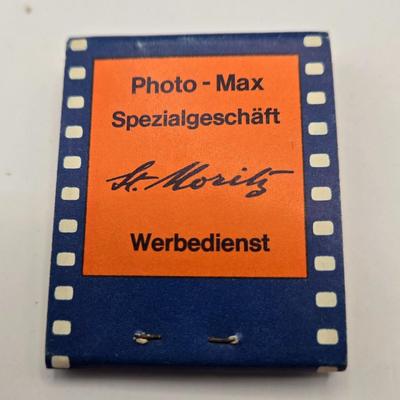 Photo - Max
Spezialgeschäft
St. Moritz
Werbedienst